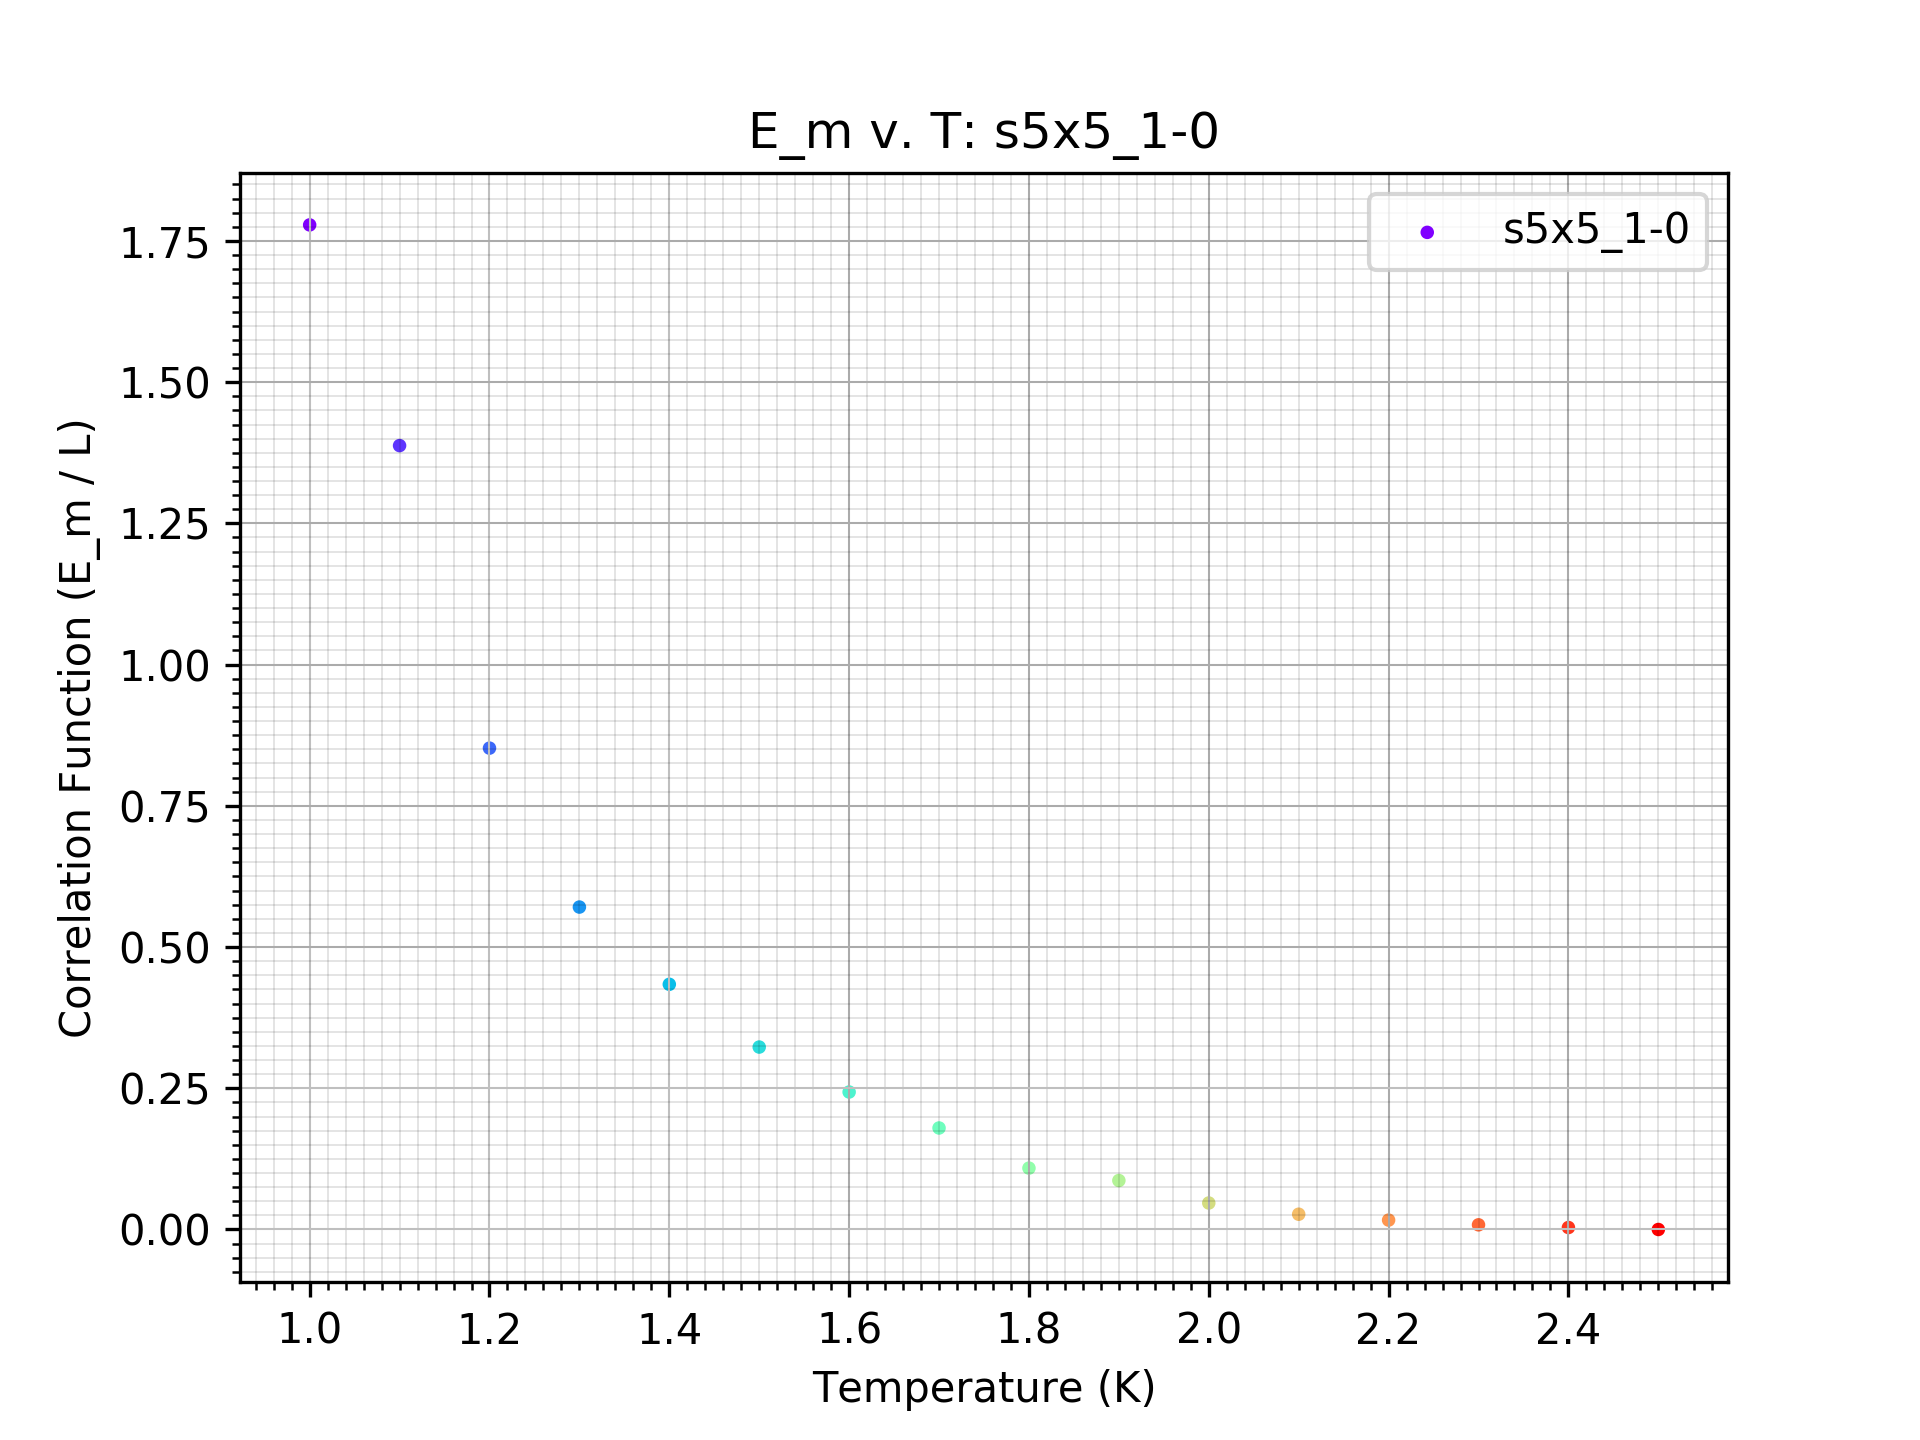 E_m v. T: s5x5_1-0
s5x5_1-0
Correlation Function (E_m / L)
1.75
1.50
1.25
1.00
0.75
0.50
0.25
0.00
1.0 1.2 1.4 1.6 1.8 2.0 2.2 2.4
Temperature (K)